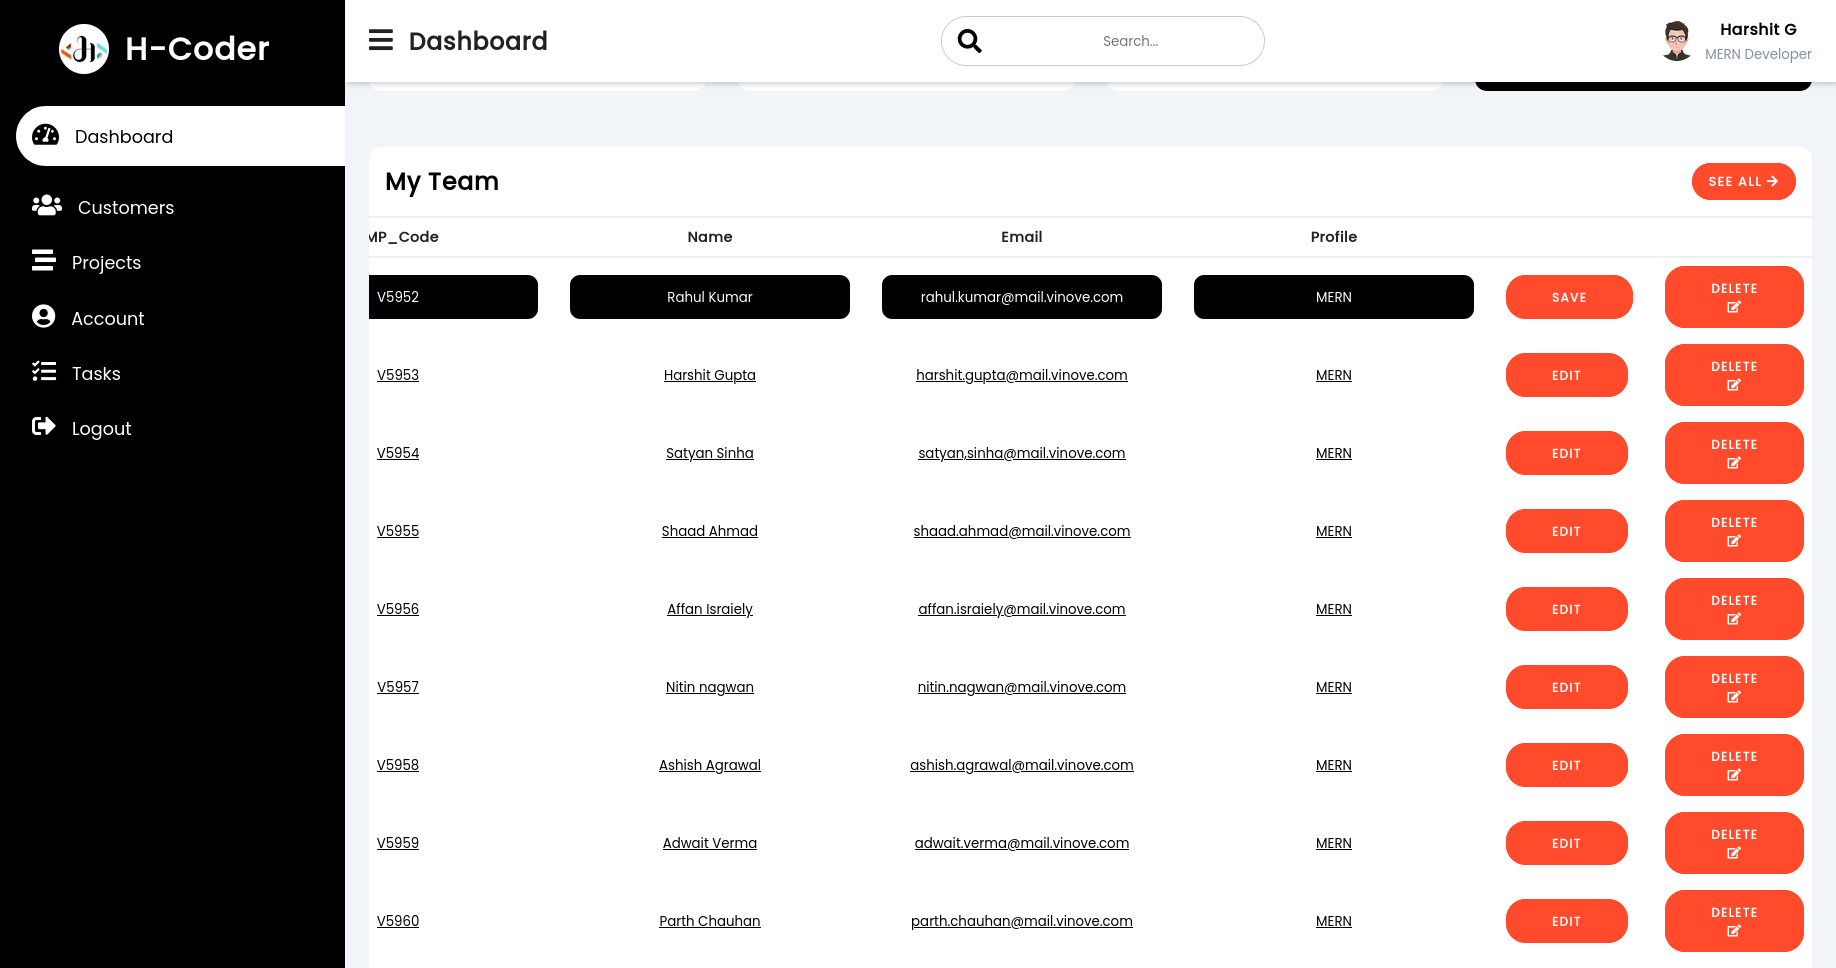 H-Coder
Dashboard
Customers
Projects
Account
Tasks
Logout
Dashboard
Search...
Harshit G
MERN Developer
My Team
SEE ALL
MP_Code Name Email Profile
V5952 Rahul Kumar rahul.kumar@mail.vinove.com MERN SAVE DELETE
V5953 Harshit Gupta harshit.gupta@mail.vinove.com MERN EDIT DELETE
V5954 Satyan Sinha satyan,sinha@mail.vinove.com MERN EDIT DELETE
V5955 Shaad Ahmad shaad.ahmad@mail.vinove.com MERN EDIT DELETE
V5956 Affan Israiely affan.israiely@mail.vinove.com MERN EDIT DELETE
V5957 Nitin nagwan nitin.nagwan@mail.vinove.com MERN EDIT DELETE
V5958 Ashish Agrawal ashish.agrawal@mail.vinove.com MERN EDIT DELETE
V5959 Adwait Verma adwait.verma@mail.vinove.com MERN EDIT DELETE
V5960 Parth Chauhan parth.chauhan@mail.vinove.com MERN EDIT DELETE